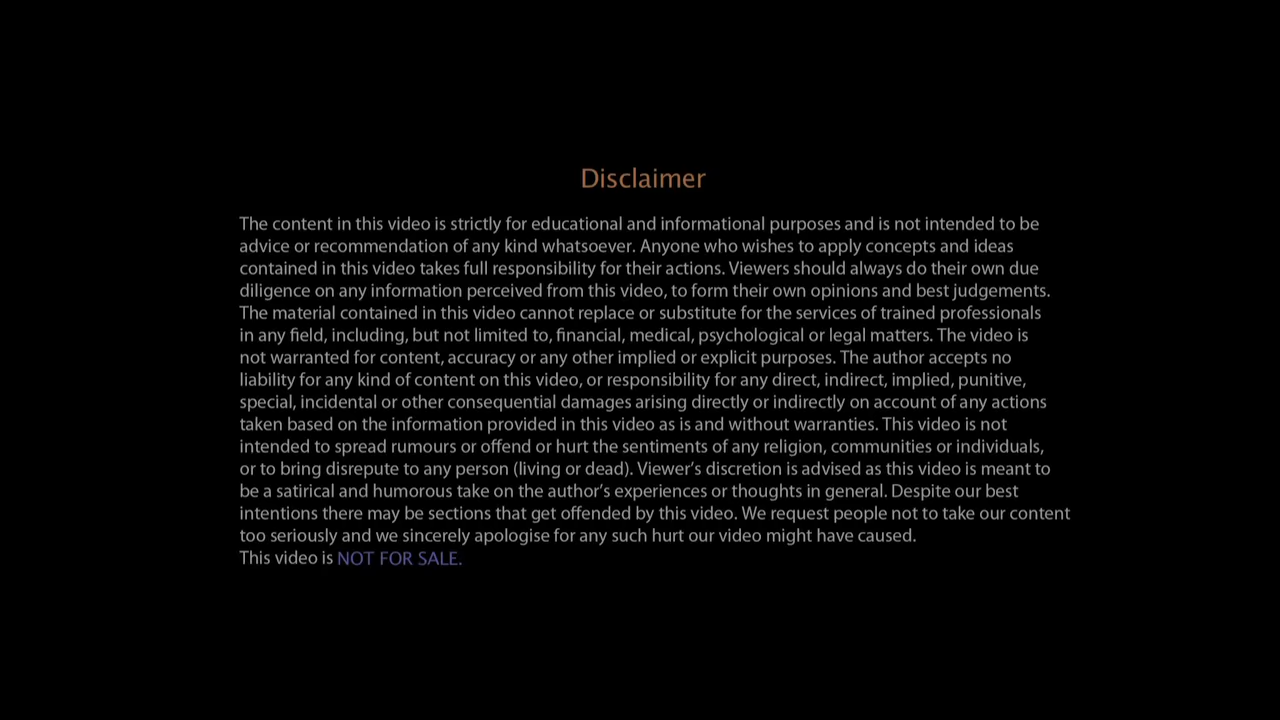 Disclaimer
The content in this video is strictly for educational and informational purposes and is not intended to be
advice or recommendation of any kind whatsoever. Anyone who wishes to apply concepts and ideas
contained in this video takes full responsibility for their actions. Viewers should always do their own due
diligence on any information perceived from this video, to form their own opinions and best judgements.
The material contained in this video cannot replace or substitute for the services of trained professionals
in any field, including, but not limited to, financial, medical, psychological or legal matters. The video is
not warranted for content, accuracy or any other implied or explicit purposes. The author accepts no
liability for any kind of content on this video, or responsibility for any direct, indirect, implied, punitive,
special, incidental or other consequential damages arising directly or indirectly on account of any actions
taken based on the information provided in this video as is and without warranties. This video is not
intended to spread rumours or offend or hurt the sentiments of any religion, communities or individuals,
or to bring disrepute to any person (living or dead). Viewer's discretion is advised as this video is meant to
be a satirical and humorous take on the author's experiences or thoughts in general. Despite our best
intentions there may be sections that get offended by this video. We request people not to take our content
too seriously and we sincerely apologise for any such hurt our video might have caused.
This video is NOT FOR SALE.